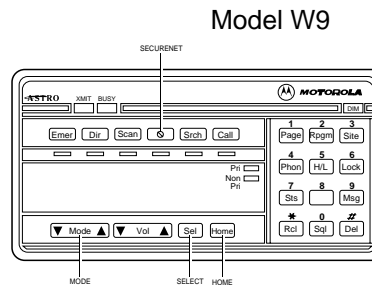 Model W9
SECURENET
ASTRO XMIT BUSY MOTOROLA
DIM
1 2 3
Emer Dir Scan Srch Call Page Rpgm Site
4 5 6
Pri Phon H/L Lock
Non
Pri
7 8 9
Sts Msg
* 0 #
Mode Vol Sel Home Rcl Sql Del
MODE SELECT HOME